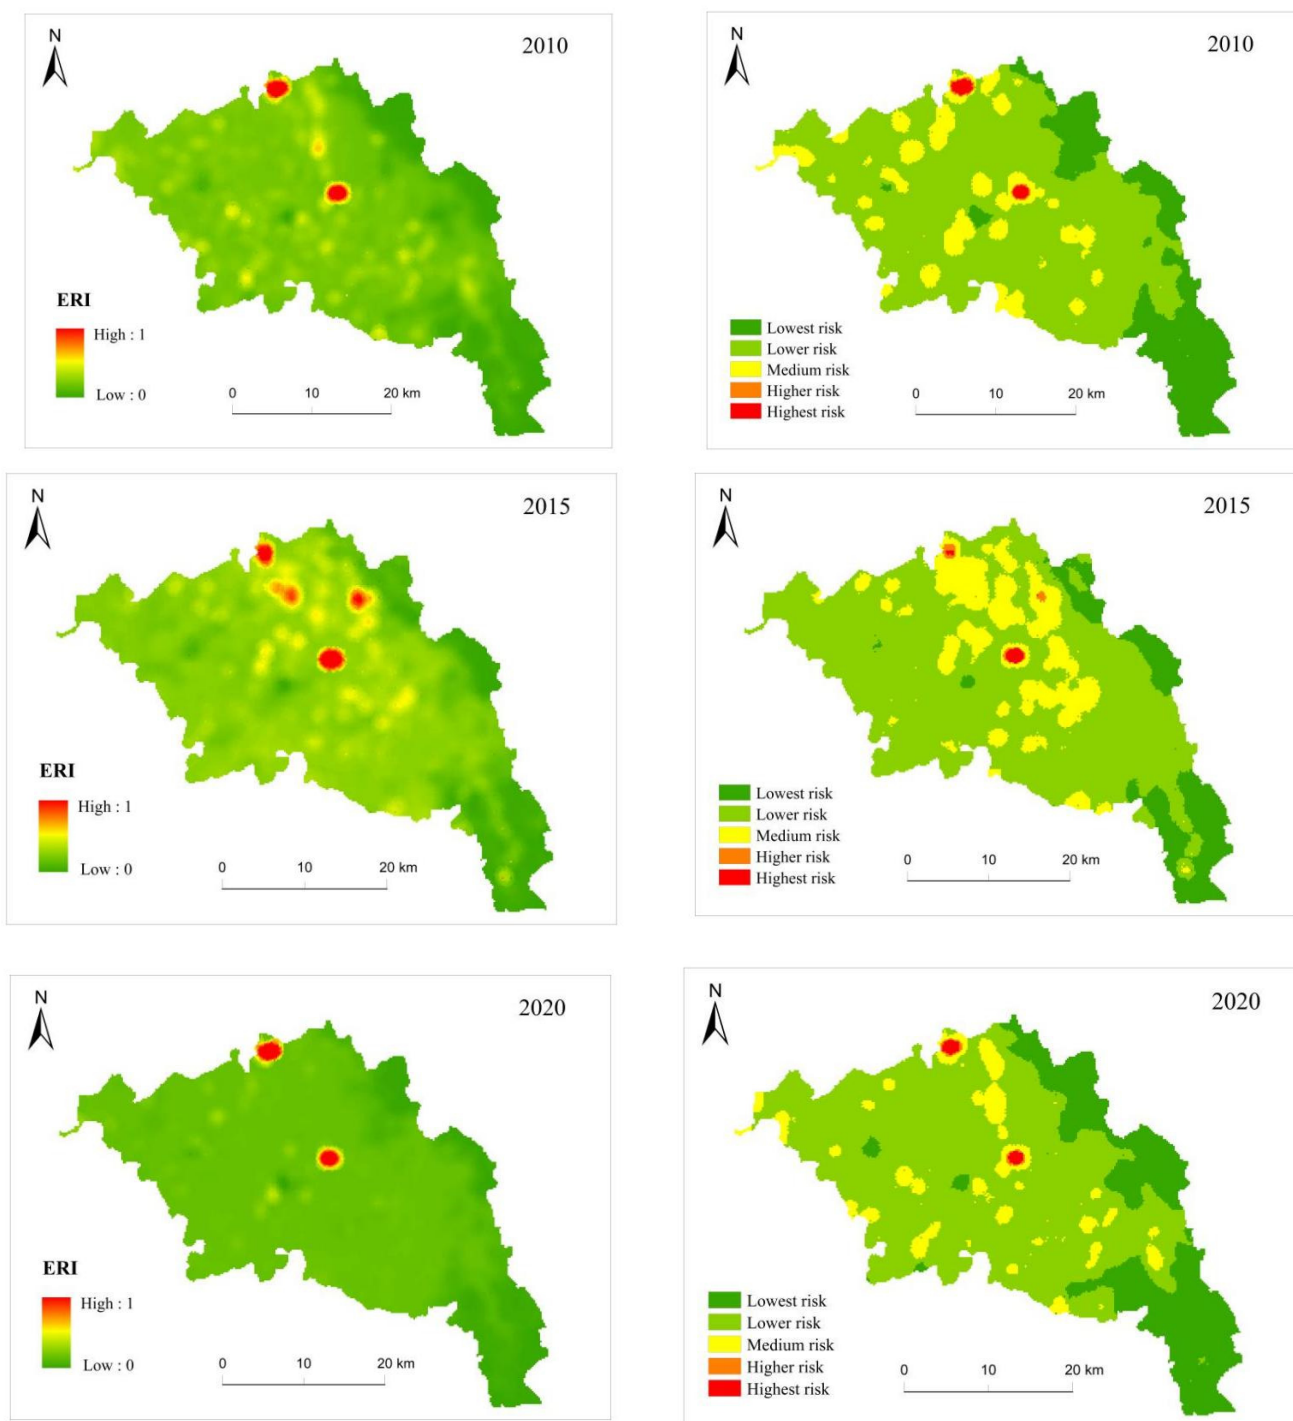 N
2010
ERI
High : 1
Low : 0
0 10 20 km
N
2010
Lowest risk
Lower risk
Medium risk
Higher risk
Highest risk
0 10 20 km
N
2015
ERI
High : 1
Low : 0
0 10 20 km
N
2015
Lowest risk
Lower risk
Medium risk
Higher risk
Highest risk
0 10 20 km
N
2020
ERI
High : 1
Low : 0
0 10 20 km
N
2020
Lowest risk
Lower risk
Medium risk
Higher risk
Highest risk
0 10 20 km